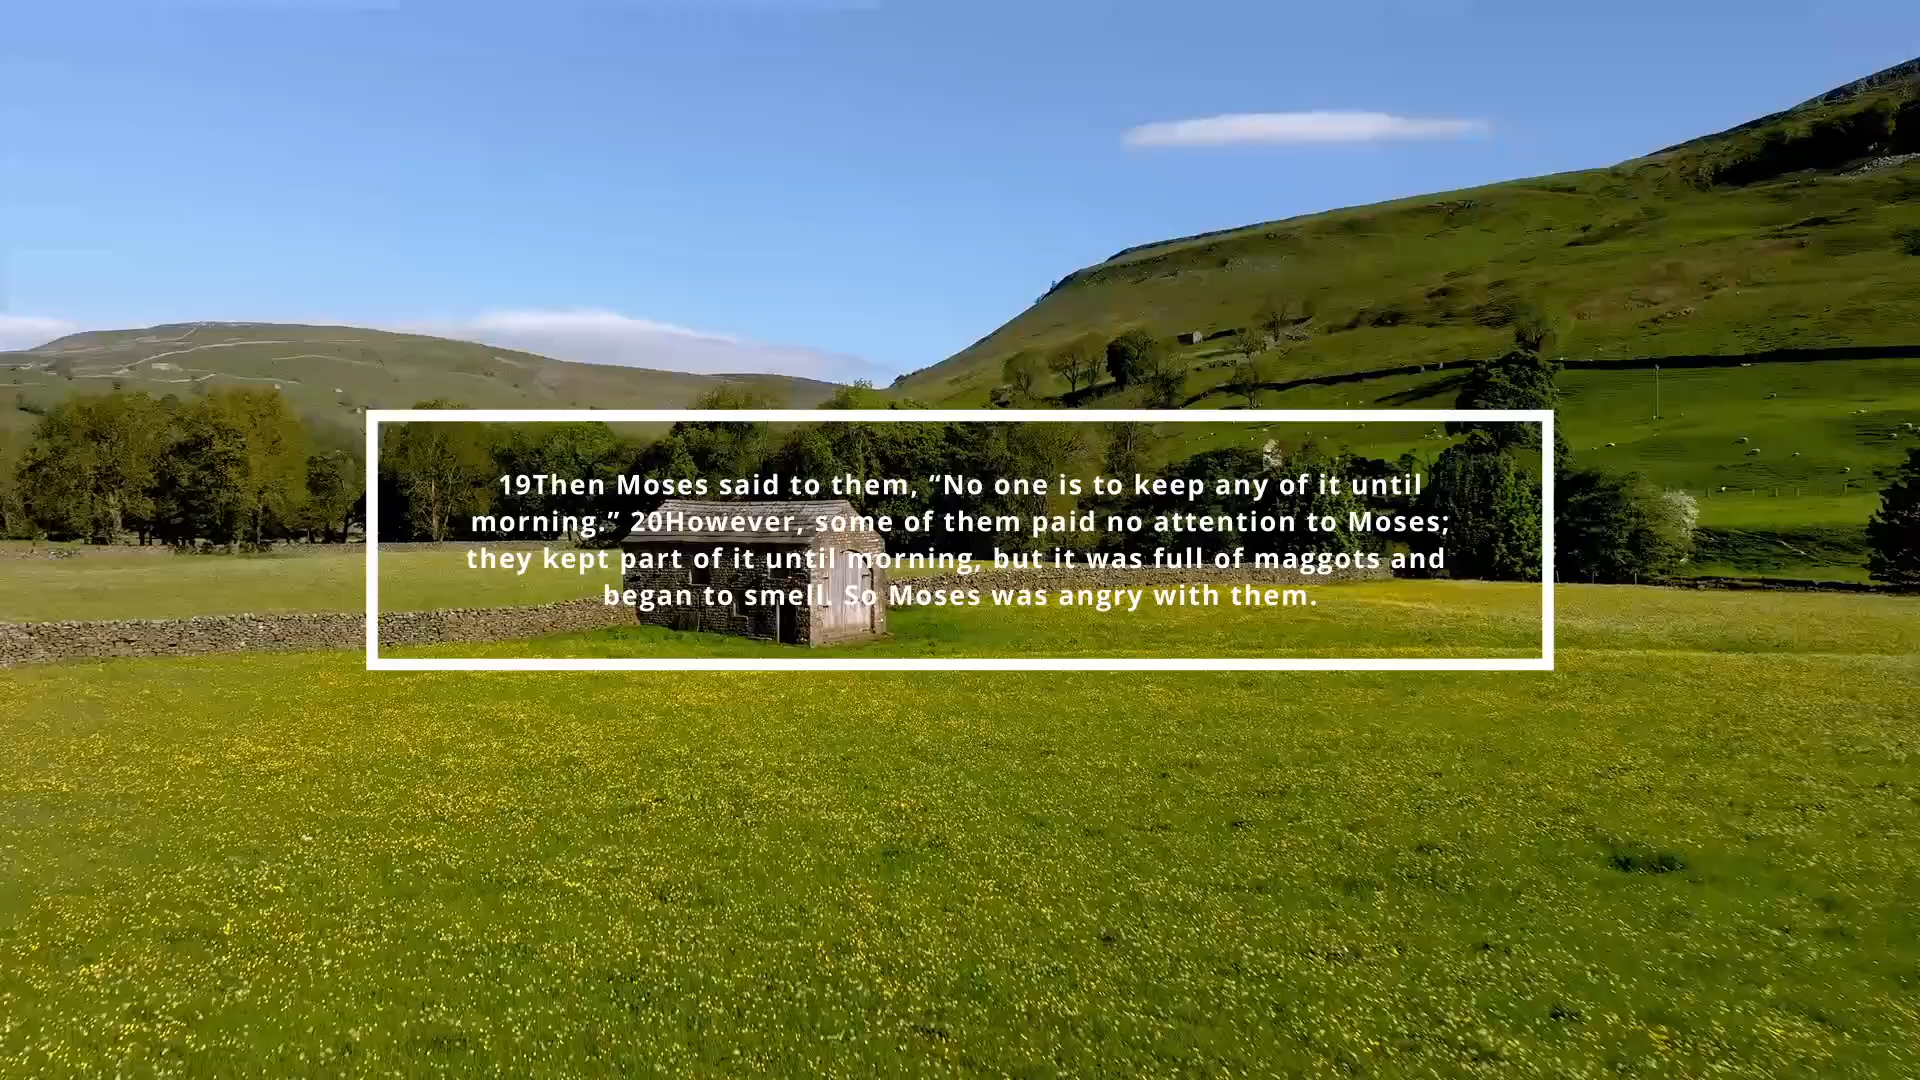 19Then Moses said to them, “No one is to keep any of it until
morning.” 20However, some of them paid no attention to Moses;
they kept part of it until morning, but it was full of maggots and
began to smell. So Moses was angry with them.